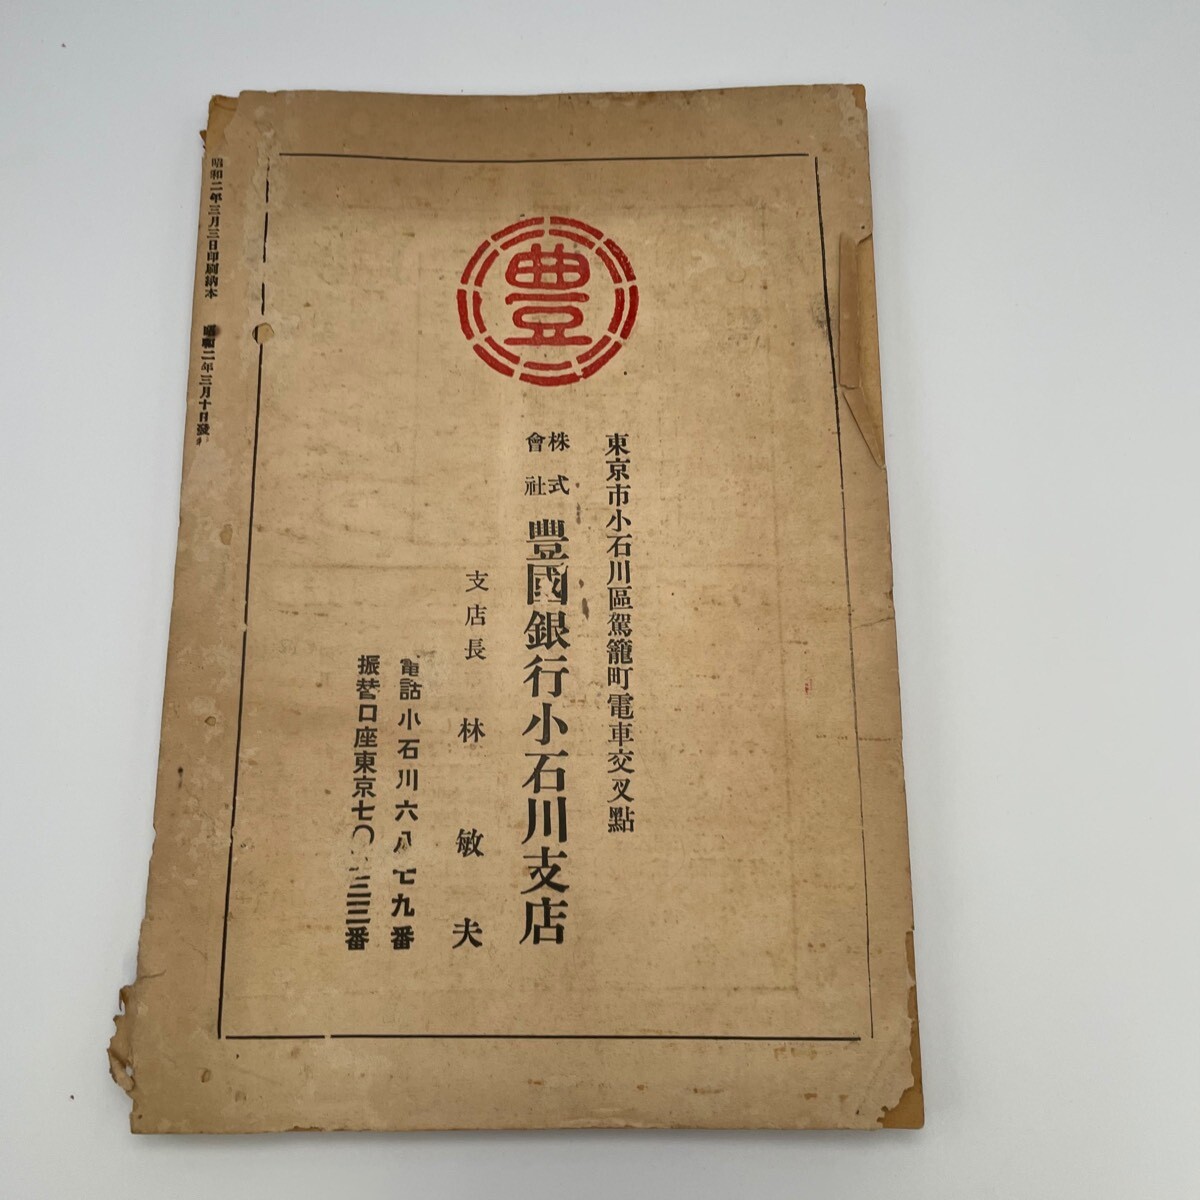 豐
東京市小石川區駕籠町電車交叉點
株式會社 豐國銀行小石川支店
支店長 林敏夫
電話小石川六八七九番
振替口座東京七〇 三三番
昭和二年三月三日印刷納本 昭和二年三月十日發